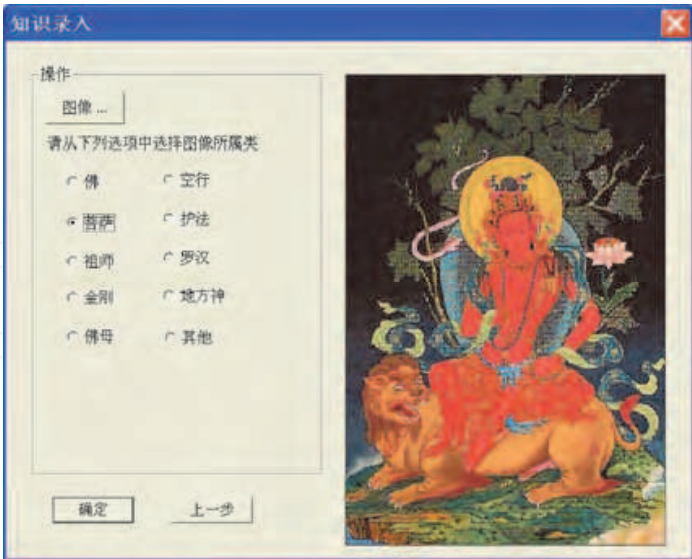 知识录入
操作
图像 ...
请从下列选项中选择图像所属类
佛 空行
菩萨 护法
祖师 罗汉
金刚 地方神
佛母 其他
确定 上一步